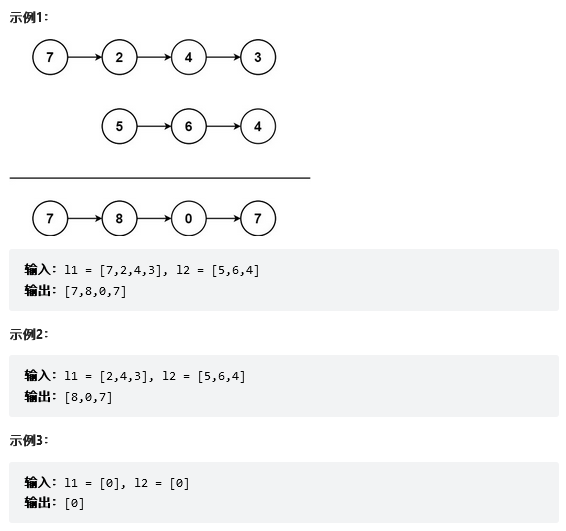 示例1：
7 2 4 3
5 6 4
7 8 0 7
输入：l1 = [7,2,4,3], l2 = [5,6,4]
输出：[7,8,0,7]
示例2：
输入：l1 = [2,4,3], l2 = [5,6,4]
输出：[8,0,7]
示例3：
输入：l1 = [0], l2 = [0]
输出：[0]